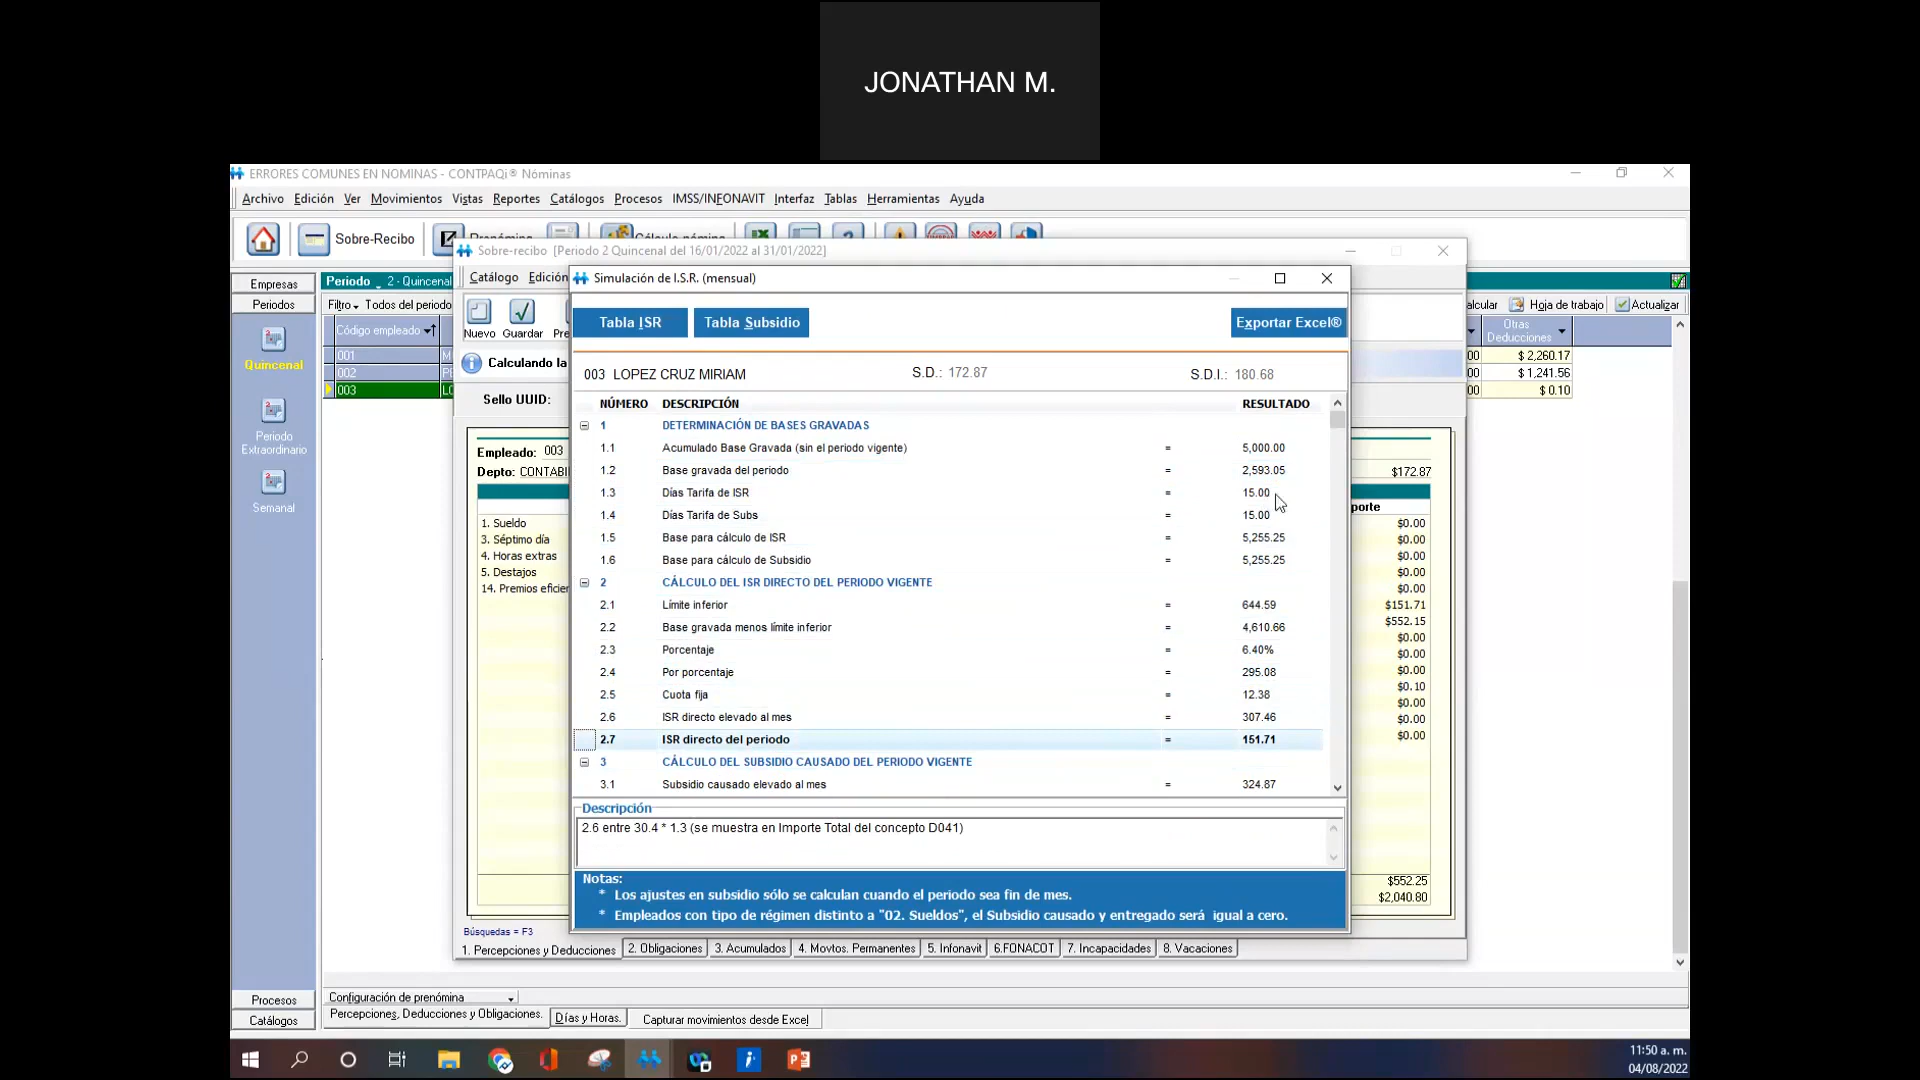 JONATHAN M.
ERRORES COMUNES EN NOMINAS - CONTPAQi® Nóminas
Archivo Edición Ver Movimientos Vistas Reportes Catálogos Procesos IMSS/INFONAVIT Interfaz Tablas Herramientas Ayuda
Sobre-Recibo
Sobre-recibo [Periodo 2 Quincenal del 16/01/2022 al 31/01/2022]
Empresas
Periodos
Quincenal
Periodo Extraordinario
Semanal
Procesos
Catálogos
Periodo 2 - Quincenal
Filtro Todos del periodo
Código empleado
001
002
003
Catálogo Edición
Nuevo Guardar
Calculando la
Sello UUID:
Empleado: 003
Depto:
1. Sueldo
3. Séptimo día
4. Horas extras
5. Destajos
14. Premios eficien
Simulación de I.S.R. (mensual)
Tabla ISR Tabla Subsidio Exportar Excel®
003 LOPEZ CRUZ MIRIAM S.D.: 172.87 S.D.I.: 180.68
NÚMERO DESCRIPCIÓN RESULTADO
1 DETERMINACIÓN DE BASES GRAVADAS
1.1 Acumulado Base Gravada (sin el periodo vigente) = 5,000.00
1.2 Base gravada del periodo = 2,593.05
1.3 Días Tarifa de ISR = 15.00
1.4 Días Tarifa de Subs = 15.00
1.5 Base para cálculo de ISR = 5,255.25
1.6 Base para cálculo de Subsidio = 5,255.25
2 CÁLCULO DEL ISR DIRECTO DEL PERIODO VIGENTE
2.1 Límite inferior = 644.59
2.2 Base gravada menos límite inferior = 4,610.66
2.3 Porcentaje = 6.40%
2.4 Por porcentaje = 295.08
2.5 Cuota fija = 12.38
2.6 ISR directo elevado al mes = 307.46
2.7 ISR directo del periodo = 151.71
3 CÁLCULO DEL SUBSIDIO CAUSADO DEL PERIODO VIGENTE
3.1 Subsidio causado elevado al mes = 324.87
Descripción
2.6 entre 30.4 * 1.3 (se muestra en Importe Total del concepto D041)
Notas:
* Los ajustes en subsidio sólo se calculan cuando el periodo sea fin de mes.
* Empleados con tipo de régimen distinto a "02. Sueldos", el Subsidio causado y entregado será igual a cero.
Hoja de trabajo Actualizar
Otras Deducciones
$ 2,260.17
$ 1,241.56
$ 0.10
$172.87
$0.00
$0.00
$0.00
$0.00
$0.00
$151.71
$552.15
$0.00
$0.00
$0.00
$0.10
$0.00
$0.00
$0.00
$552.25
$2,040.80
Búsquedas = F3
1. Percepciones y Deducciones 2. Obligaciones 3. Acumulados 4. Movtos. Permanentes 5. Infonavit 6.FONACOT 7. Incapacidades 8. Vacaciones
Configuración de prenómina
Percepciones, Deducciones y Obligaciones. Días y Horas. Capturar movimientos desde Excel
11:50 a. m.
04/08/2022